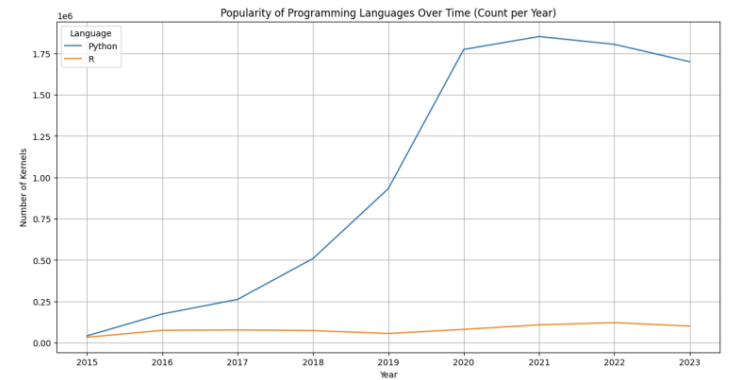 Popularity of Programming Languages Over Time (Count per Year)
1e6
Language
Python
R
1.75
1.50
1.25
1.00
0.75
0.50
0.25
0.00
Number of Kernels
2015 2016 2017 2018 2019 2020 2021 2022 2023
Year